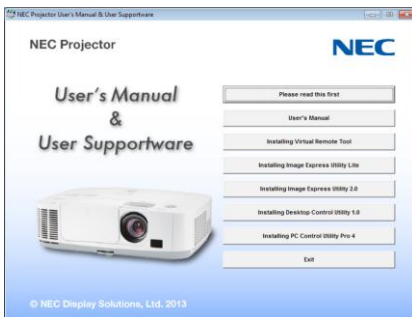 NEC Projector User's Manual & User Supportware
NEC Projector
NEC
User's Manual
&
User Supportware
Please read this first
User's Manual
Installing Virtual Remote Tool
Installing Image Express Utility Lite
Installing Image Express Utility 2.0
Installing Desktop Control Utility 1.0
Installing PC Control Utility Pro 4
Exit
© NEC Display Solutions, Ltd. 2013